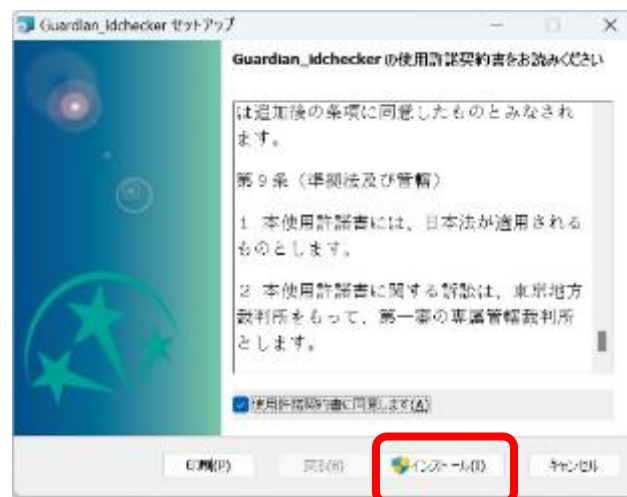 Guardian_idchecker セットアップ
Guardian_idchecker の使用許諾契約書をお読みください
は追加後の条項に同意したものとみなされ
ます。
第9条（準拠法及び管轄）
1 本使用許諾書には、日本法が適用される
ものとします。
2 本使用許諾書に関する訴訟は、東京地方
裁判所をもって、第一審の専属管轄裁判所
とします。
使用許諾契約書に同意します(A)
印刷(P)
戻る(B)
インストール(I)
キャンセル